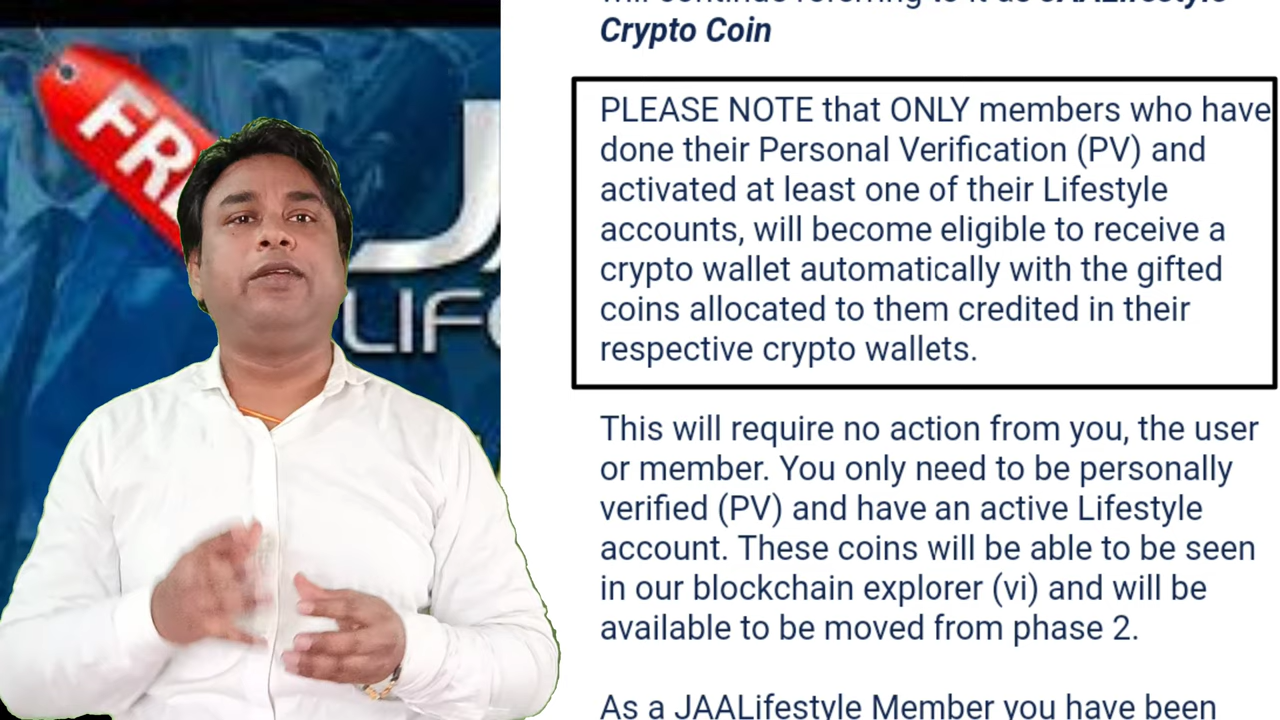 FR
J
LIF
Crypto Coin
PLEASE NOTE that ONLY members who have
done their Personal Verification (PV) and
activated at least one of their Lifestyle
accounts, will become eligible to receive a
crypto wallet automatically with the gifted
coins allocated to them credited in their
respective crypto wallets.
This will require no action from you, the user
or member. You only need to be personally
verified (PV) and have an active Lifestyle
account. These coins will be able to be seen
in our blockchain explorer (vi) and will be
available to be moved from phase 2.
As a JAALifestyle Member you have been